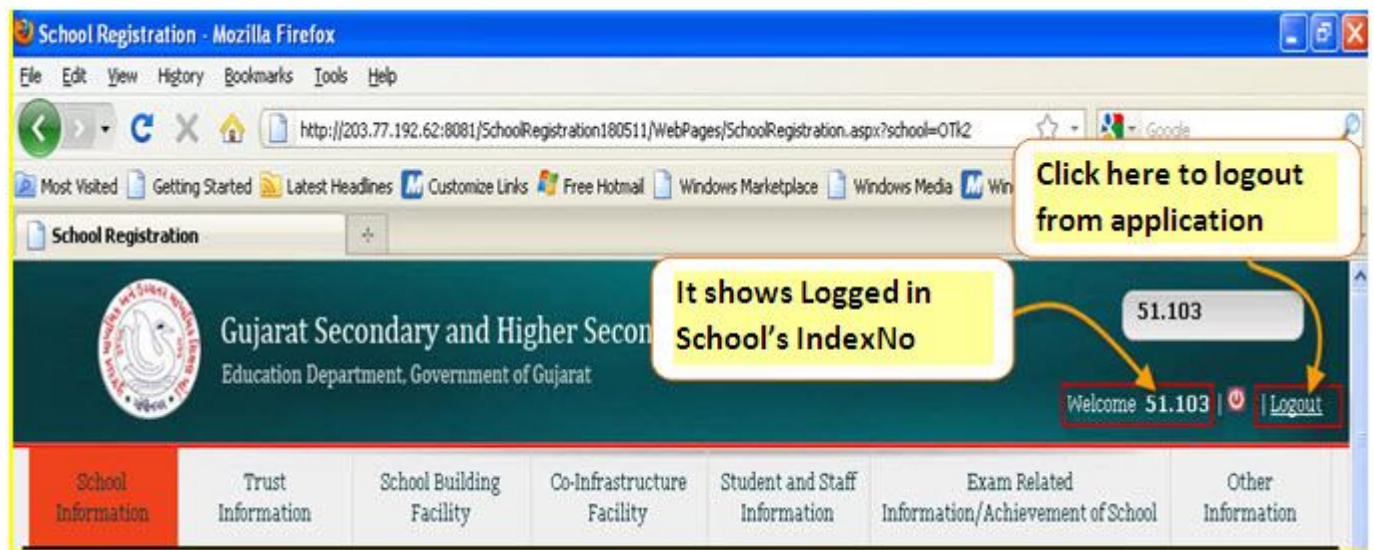 School Registration - Mozilla Firefox
File Edit View History Bookmarks Tools Help
http://203.77.192.62:8081/SchoolRegistration180511/WebPages/SchoolRegistration.aspx?school=OTk2 Google
Most Visited Getting Started Latest Headlines Customize Links Free Hotmail Windows Marketplace Windows Media Win
Click here to logout
from application
School Registration
It shows Logged in
School's IndexNo
51.103
Gujarat Secondary and Higher Secon
Education Department, Government of Gujarat
Welcome 51.103 | | Logout
School Information
Trust Information
School Building Facility
Co-Infrastructure Facility
Student and Staff Information
Exam Related Information/Achievement of School
Other Information